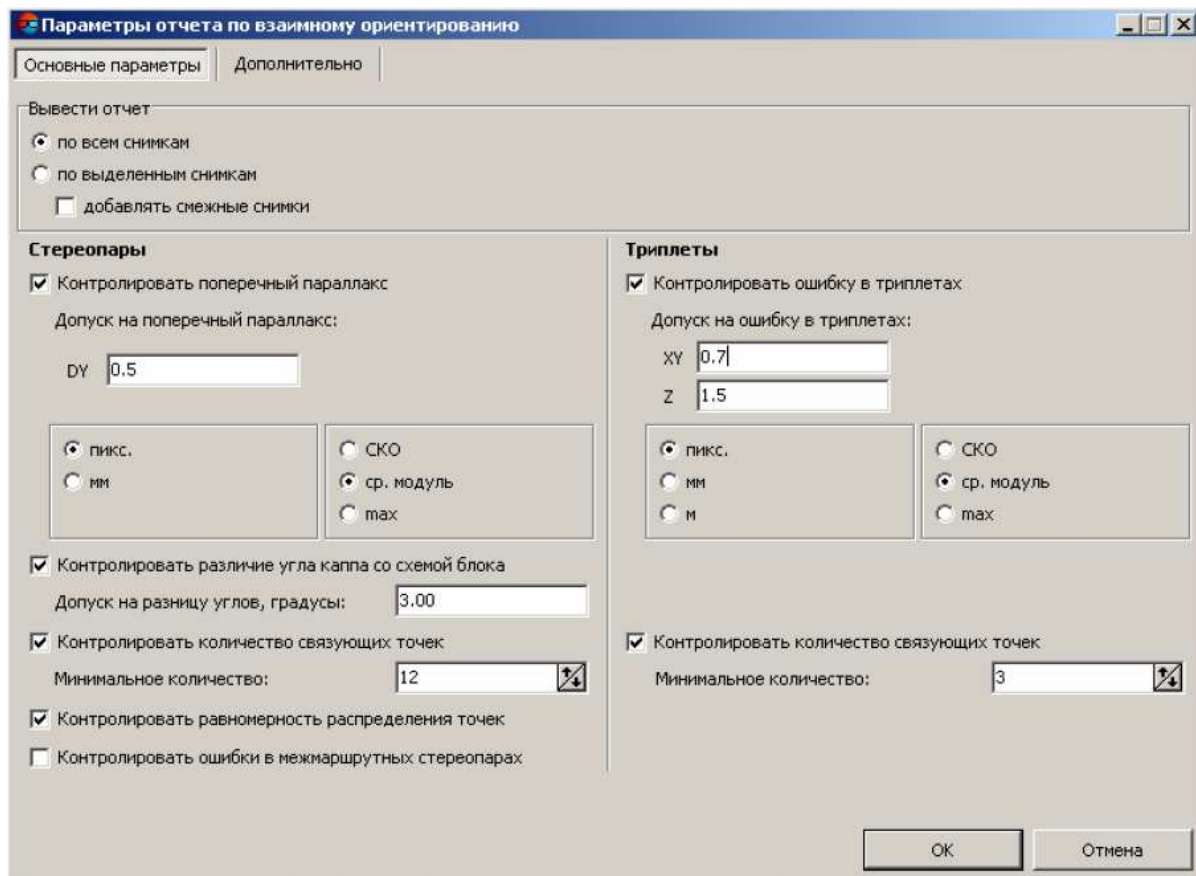 Параметры отчета по взаимному ориентированию
Основные параметры Дополнительно
Вывести отчет
по всем снимкам
по выделенным снимкам
добавлять смежные снимки
Стереопары
Контролировать поперечный параллакс
Допуск на поперечный параллакс:
DY 0.5
пикс.
мм
СКО
ср. модуль
max
Контролировать различие угла каппа со схемой блока
Допуск на разницу углов, градусы: 3.00
Контролировать количество связующих точек
Минимальное количество: 12
Контролировать равномерность распределения точек
Контролировать ошибки в межмаршрутных стереопарах
Триплеты
Контролировать ошибку в триплетах
Допуск на ошибку в триплетах:
XY 0.7
Z 1.5
пикс.
мм
м
СКО
ср. модуль
max
Контролировать количество связующих точек
Минимальное количество: 3
OK Отмена